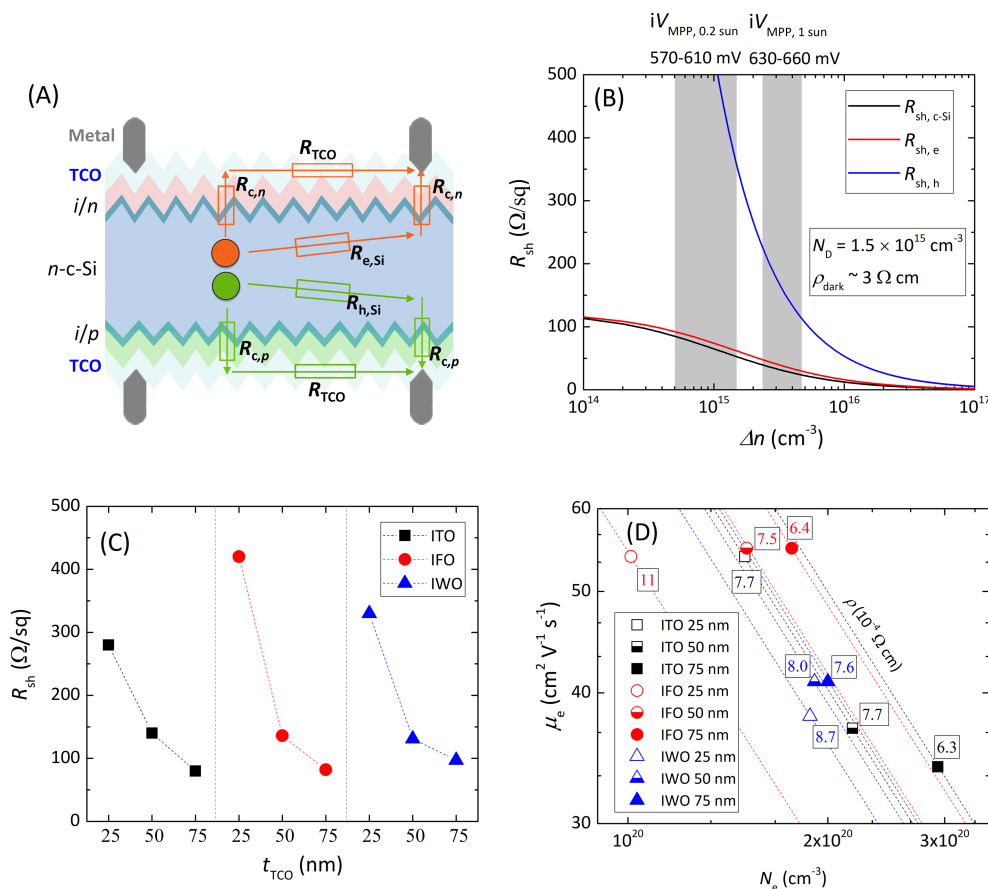 (A)
Metal
TCO
i/n
n-c-Si
i/p
TCO
R_TCO
R_c,n
R_c,n
R_e,Si
R_h,Si
R_c,p
R_c,p
R_TCO
iV_MPP, 0.2 sun iV_MPP, 1 sun
570-610 mV 630-660 mV
(B)
R_sh, c-Si
R_sh, e
R_sh, h
N_D = 1.5 × 10^15 cm^-3
ρ_dark ~ 3 Ω cm
R_sh (Ω/sq)
500
400
300
200
100
0
10^14 10^15 10^16 10^17
Δn (cm^-3)
(C)
ITO
IFO
IWO
R_sh (Ω/sq)
500
400
300
200
100
0
25 50 75 25 50 75 25 50 75
t_TCO (nm)
(D)
μ_e (cm^2 V^-1 s^-1)
60
50
40
30
11
7.5
6.4
7.7
ρ (10^-4 Ω cm)
8.0
7.6
8.7
7.7
6.3
ITO 25 nm
ITO 50 nm
ITO 75 nm
IFO 25 nm
IFO 50 nm
IFO 75 nm
IWO 25 nm
IWO 50 nm
IWO 75 nm
10^20 2x10^20 3x10^20
N_e (cm^-3)